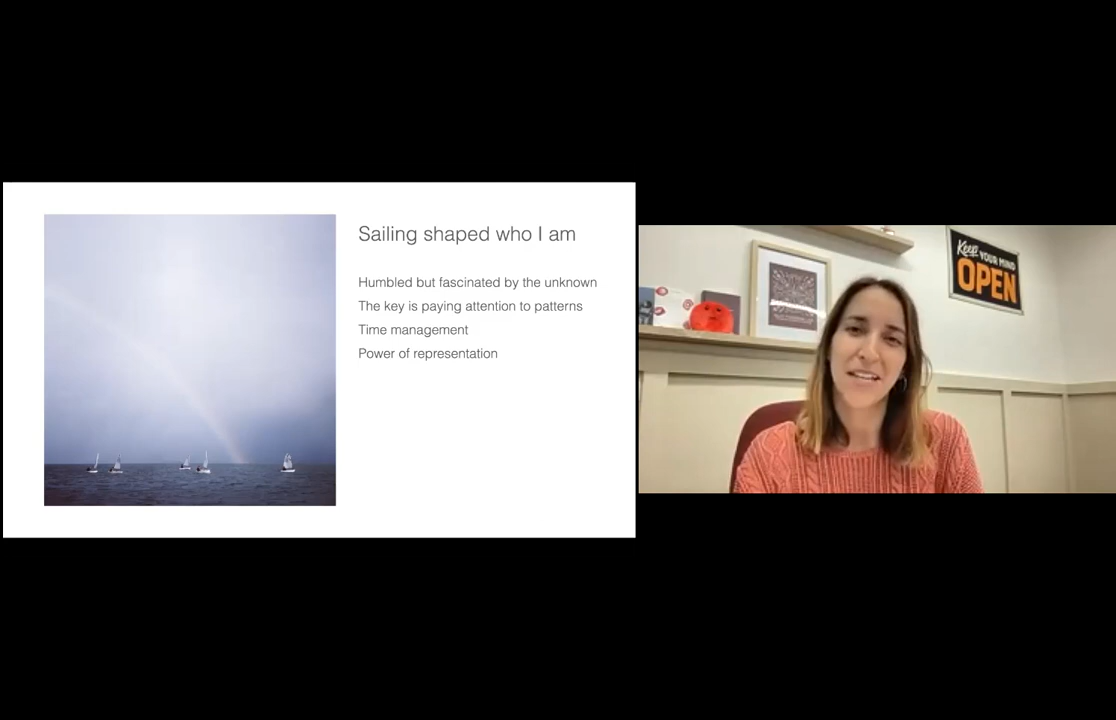 Sailing shaped who I am
Humbled but fascinated by the unknown
The key is paying attention to patterns
Time management
Power of representation
Keep YOUR MIND
OPEN